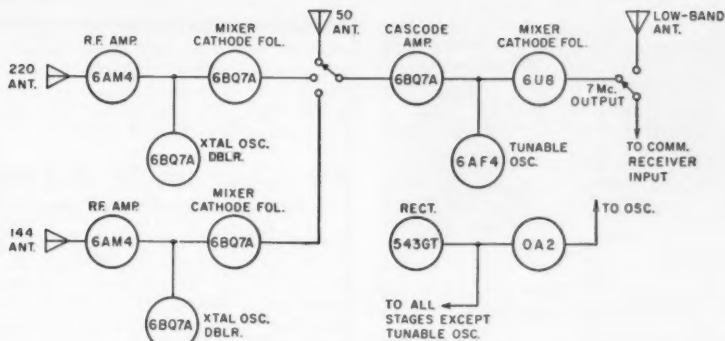 220
ANT.
R.F. AMP.
6AM4
MIXER
CATHODE FOL.
6BQ7A
6BQ7A
XTAL OSC.
DBLR.
50
ANT.
CASCODE
AMP.
6BQ7A
MIXER
CATHODE FOL.
6U8
6AF4
TUNABLE
OSC.
7 Mc.
OUTPUT
LOW-BAND
ANT.
TO COMM.
RECEIVER
INPUT
144
ANT.
R.F. AMP.
6AM4
MIXER
CATHODE FOL.
6BQ7A
6BQ7A
XTAL OSC.
DBLR.
RECT.
543GT
OA2
TO OSC.
TO ALL
STAGES EXCEPT
TUNABLE OSC.